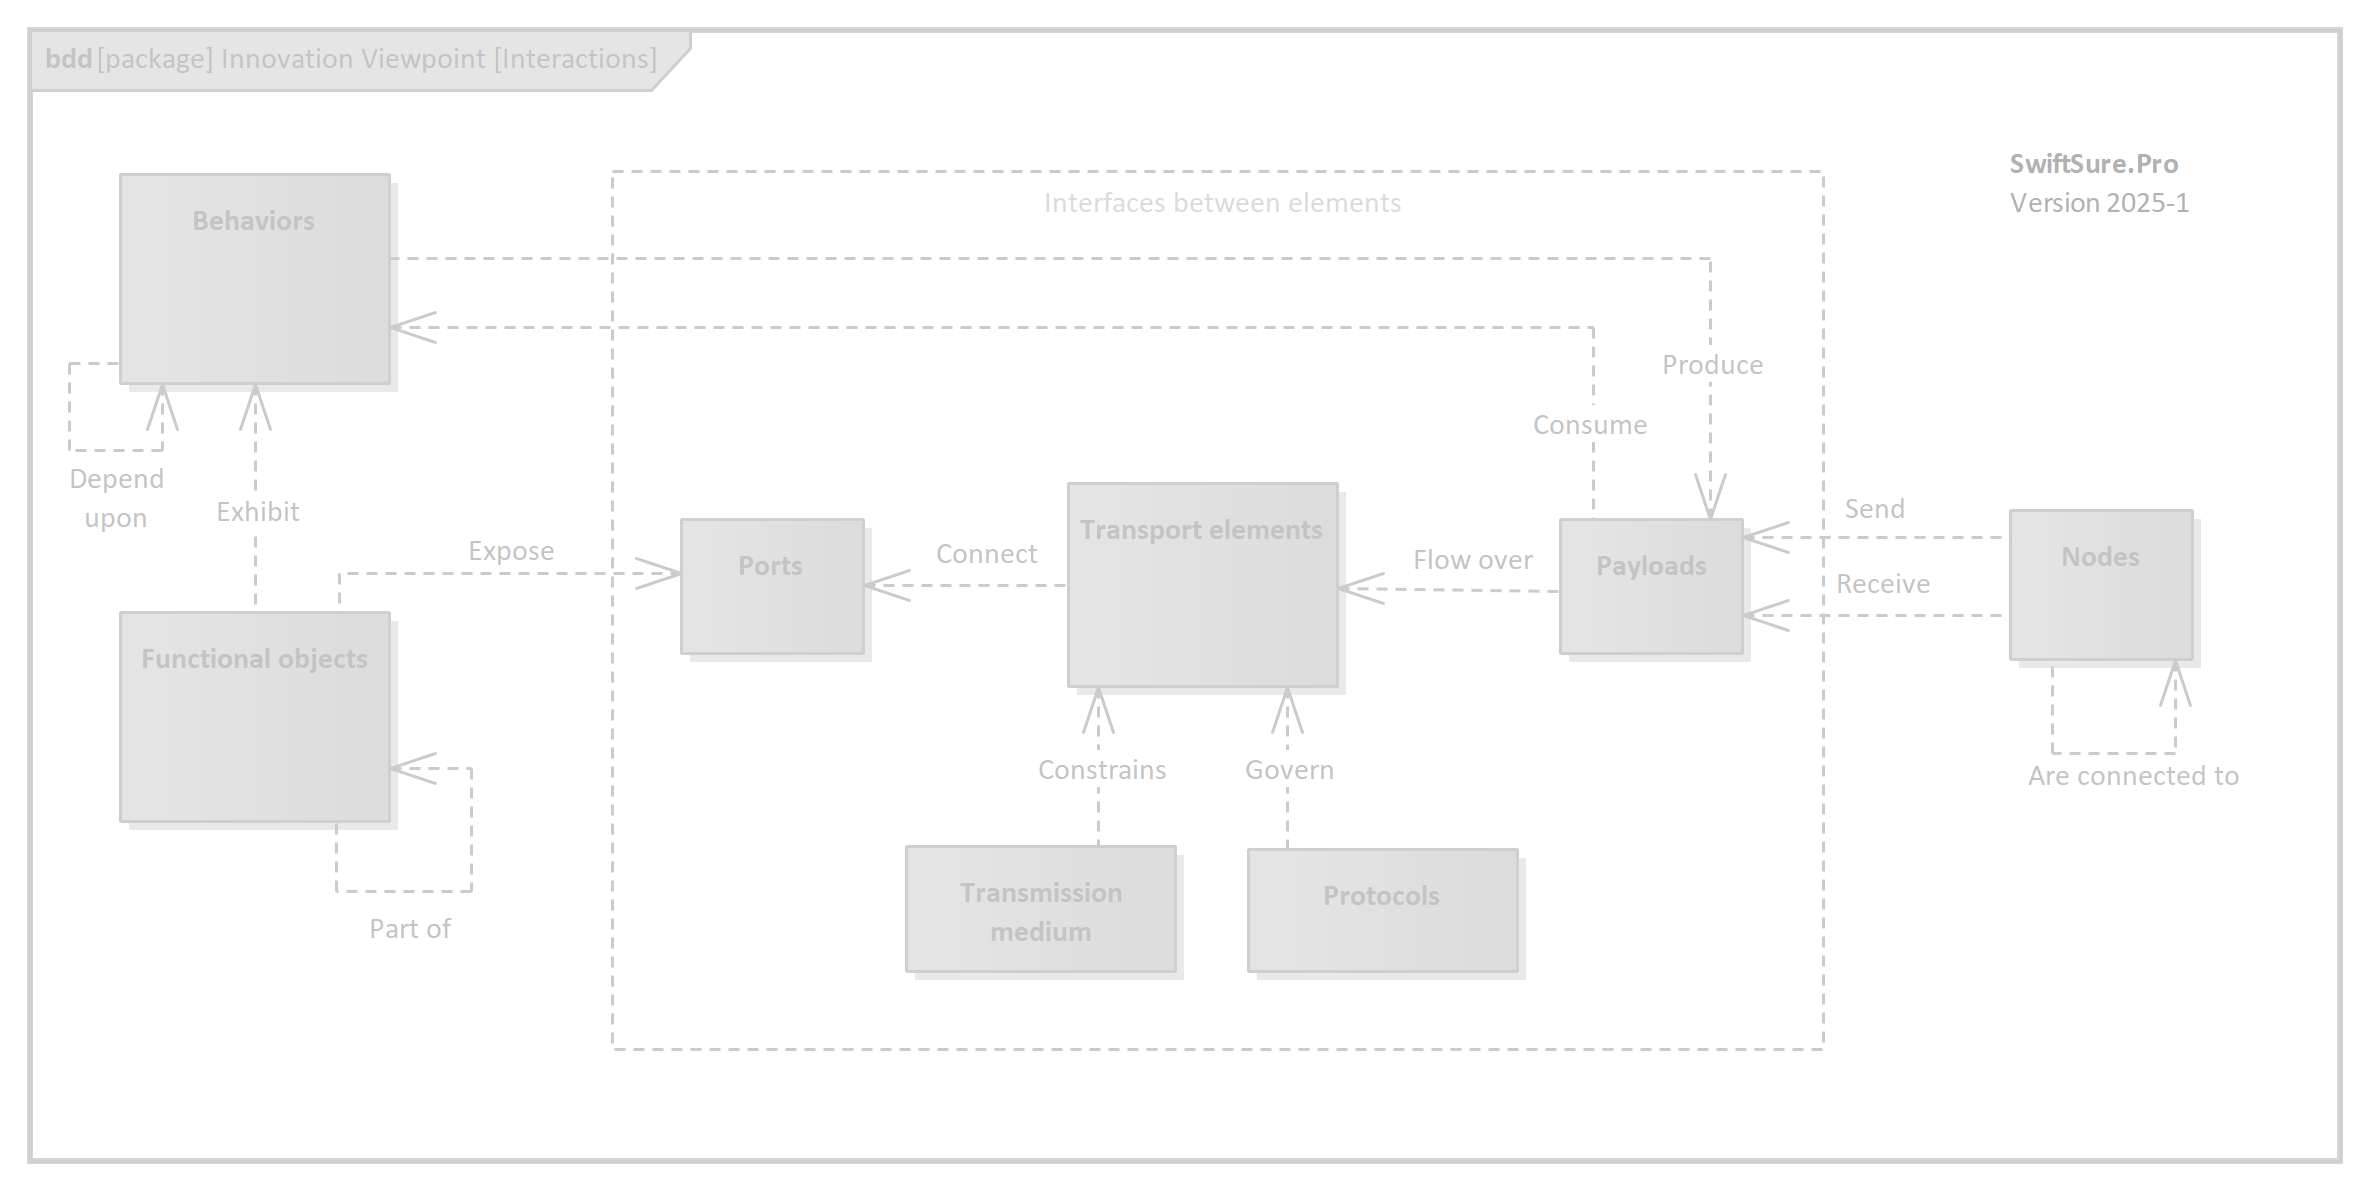 bdd [package] Innovation Viewpoint [Interactions]
SwiftSure.Pro
Version 2025-1
Interfaces between elements
Behaviors
Produce
Consume
Depend
upon
Exhibit
Expose
Ports
Connect
Transport elements
Flow over
Payloads
Send
Receive
Nodes
Functional objects
Constrains
Govern
Are connected to
Transmission
medium
Protocols
Part of